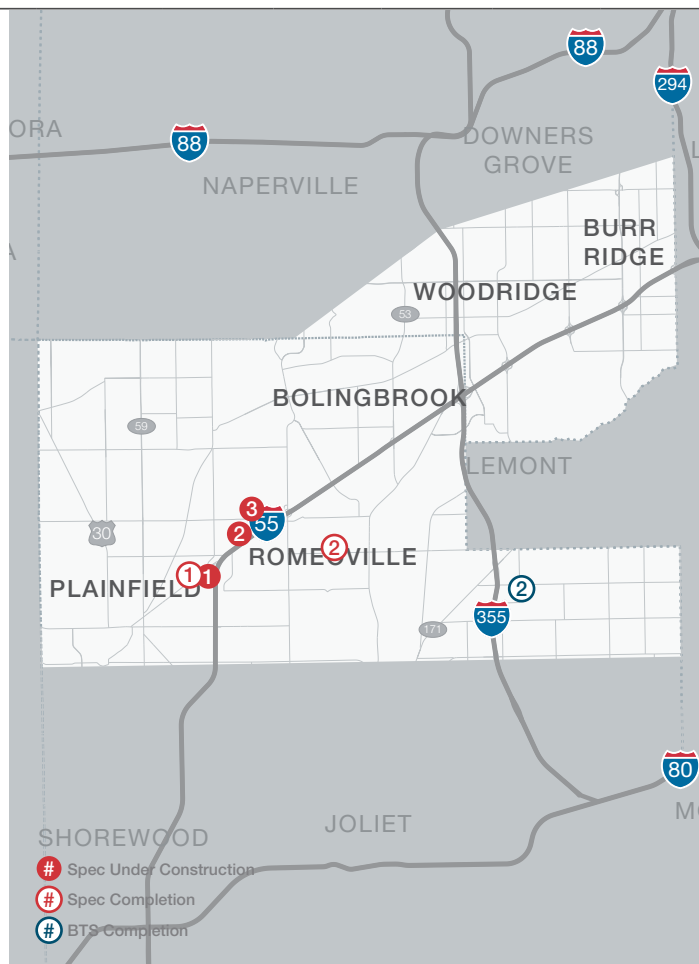 88
294
ORA
88
DOWNERS
GROVE
L
NAPERVILLE
A
BURR
RIDGE
WOODRIDGE
53
BOLINGBROOK
59
LEMONT
3
55
30
2
ROMEOVILLE
2
1
1
PLAINFIELD
2
355
171
80
MO
JOLIET
SHOREWOOD
# Spec Under Construction
# Spec Completion
# BTS Completion